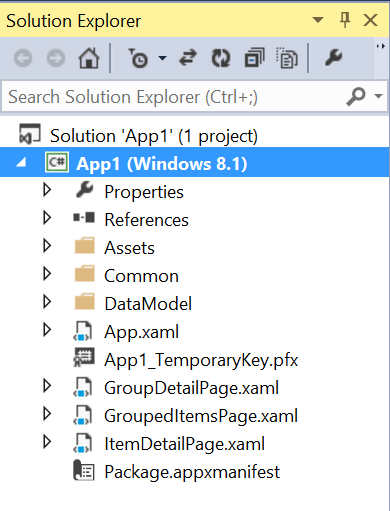 Solution Explorer
Search Solution Explorer (Ctrl+;)
Solution 'App1' (1 project)
C# App1 (Windows 8.1)
Properties
References
Assets
Common
DataModel
App.xaml
App1_TemporaryKey.pfx
GroupDetailPage.xaml
GroupedItemsPage.xaml
ItemDetailPage.xaml
Package.appxmanifest